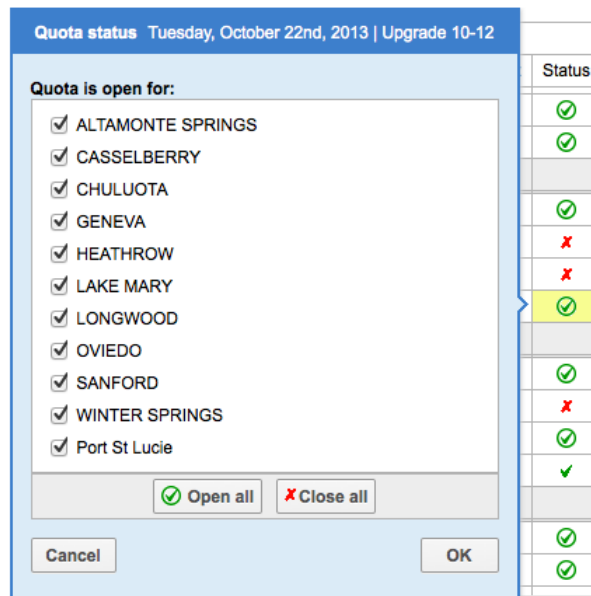 Quota status Tuesday, October 22nd, 2013 | Upgrade 10-12
Status
Quota is open for:
ALTAMONTE SPRINGS
CASSELBERRY
CHULUOTA
GENEVA
HEATHROW
LAKE MARY
LONGWOOD
OVIEDO
SANFORD
WINTER SPRINGS
Port St Lucie
Open all Close all
Cancel OK